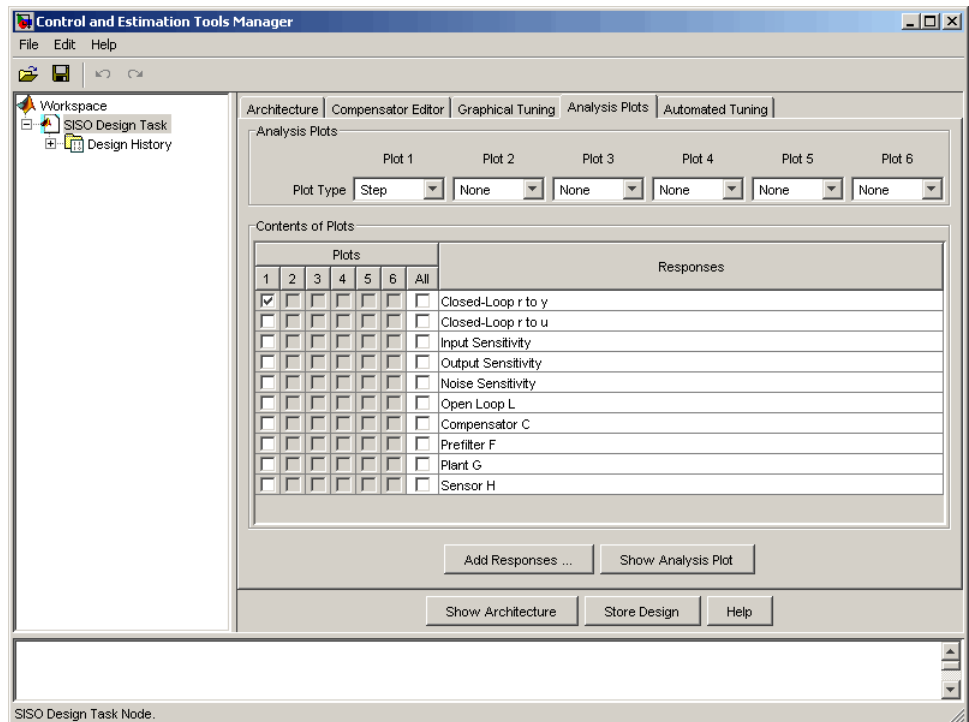 Control and Estimation Tools Manager
File Edit Help
Workspace
SISO Design Task
Design History
Architecture Compensator Editor Graphical Tuning Analysis Plots Automated Tuning
Analysis Plots
Plot 1 Plot 2 Plot 3 Plot 4 Plot 5 Plot 6
Plot Type Step None None None None None
Contents of Plots
Plots Responses
1 2 3 4 5 6 All
Closed-Loop r to y
Closed-Loop r to u
Input Sensitivity
Output Sensitivity
Noise Sensitivity
Open Loop L
Compensator C
Prefilter F
Plant G
Sensor H
Add Responses ... Show Analysis Plot
Show Architecture Store Design Help
SISO Design Task Node.